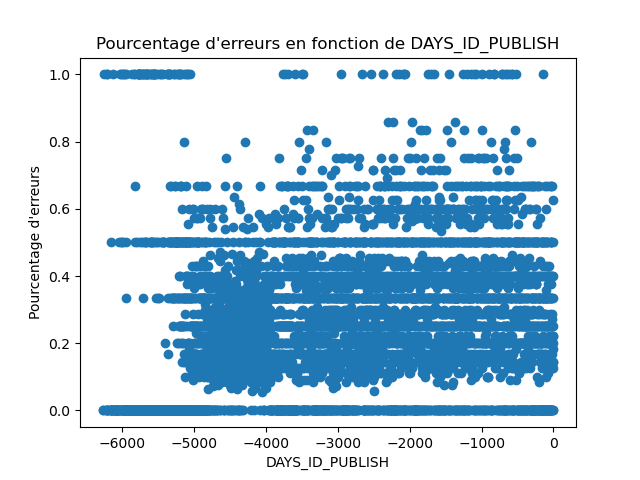 Pourcentage d'erreurs en fonction de DAYS_ID_PUBLISH
1.0
0.8
0.6
0.4
0.2
0.0
Pourcentage d'erreurs
−6000 −5000 −4000 −3000 −2000 −1000 0
DAYS_ID_PUBLISH